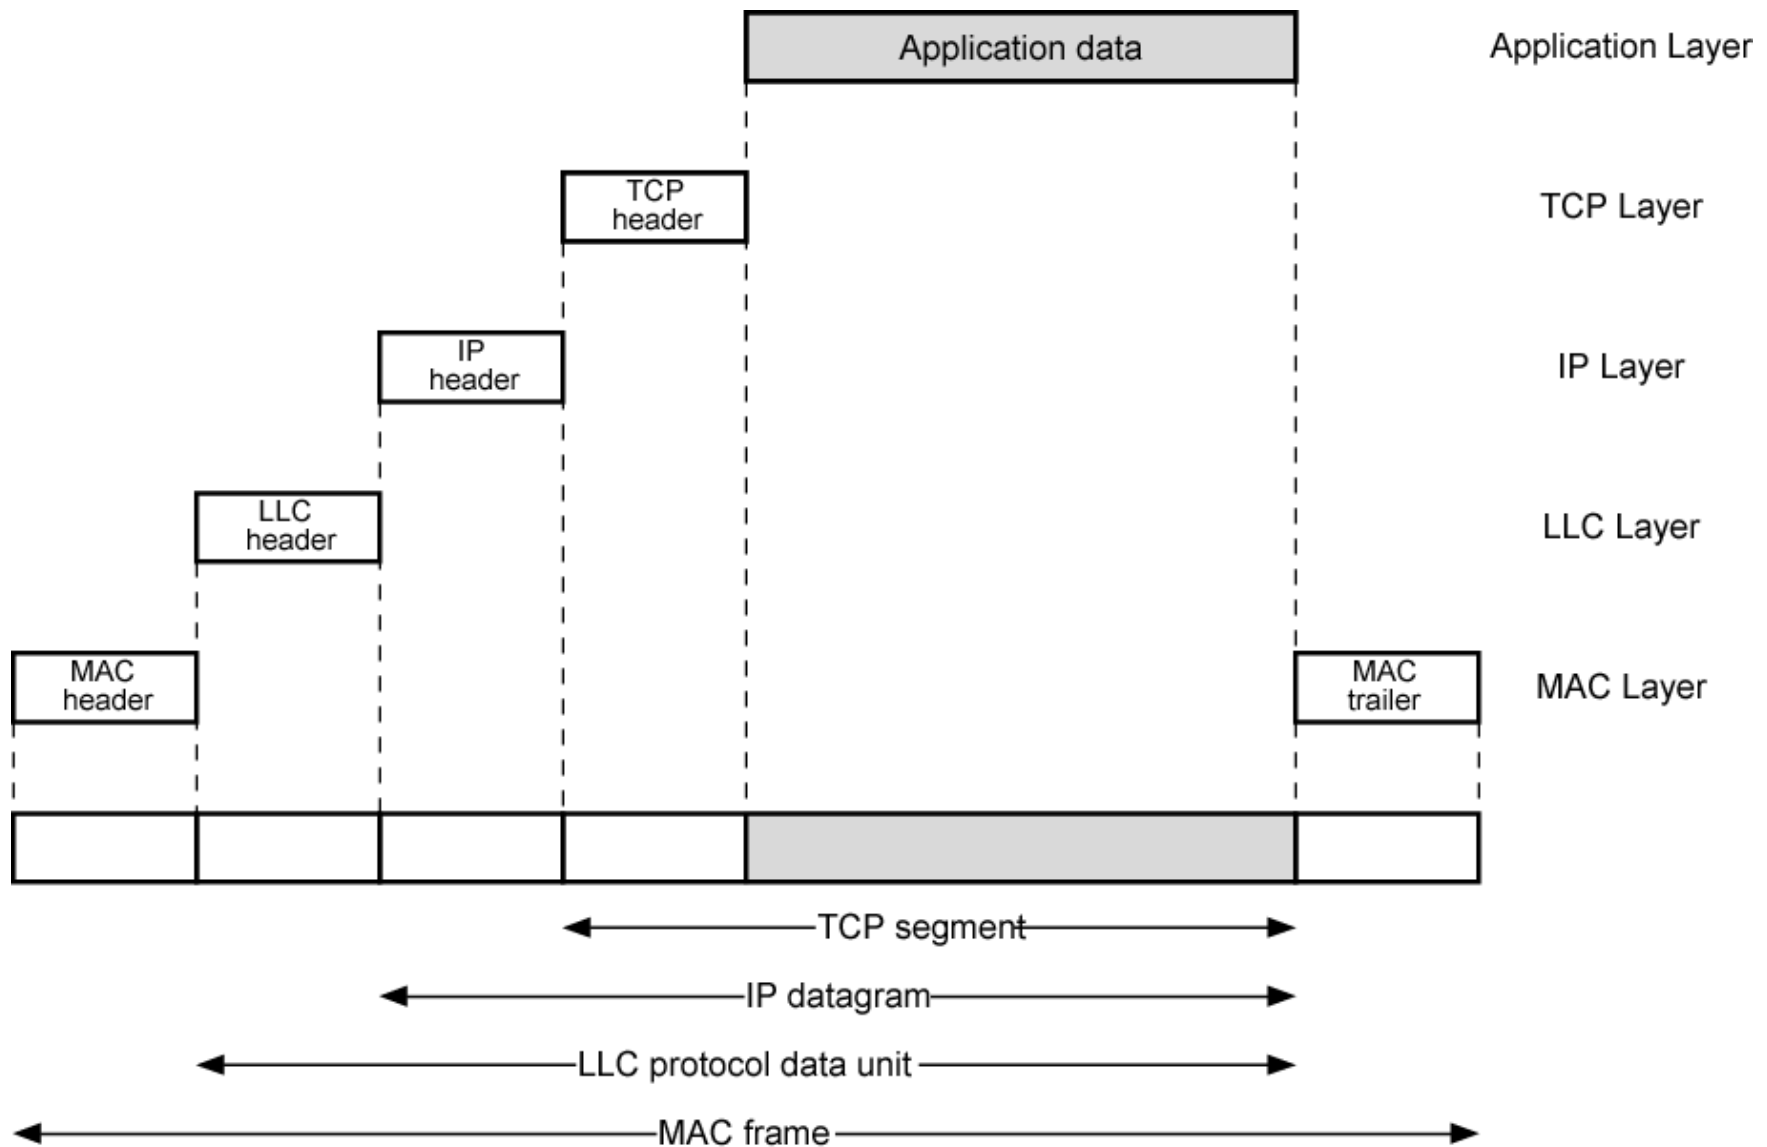 Application data
Application Layer
TCP
header
TCP Layer
IP
header
IP Layer
LLC
header
LLC Layer
MAC
header
MAC
trailer
MAC Layer
TCP segment
IP datagram
LLC protocol data unit
MAC frame